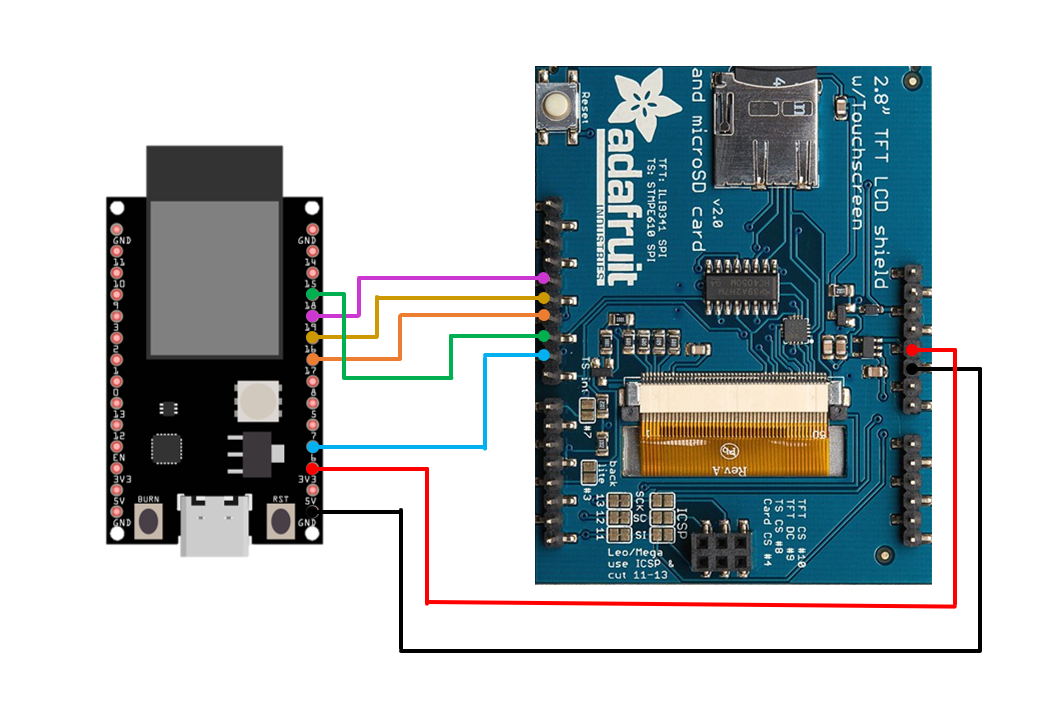 GND
11
10
9
3
2
1
0
13
12
EN
3V3
5V
GND
BURN
GND
14
15
18
19
16
17
8
5
7
6
3V3
5V
GND
RST
Reset
adafruit
INDUSTRIES
TFT: ILI9341 SPI
TS: STMPE610 SPI
2.8” TFT LCD shield
w/Touchscreen
and microSD card
v2.0
TS int
#7
back
lite
#3
1
50
Rev.A
13
12
11
SCK
SC
SI
ICSP
Leo/Mega
use ICSP &
cut 11-13
TFT CS #10
TFT DC #9
TS CS #8
Card CS #4